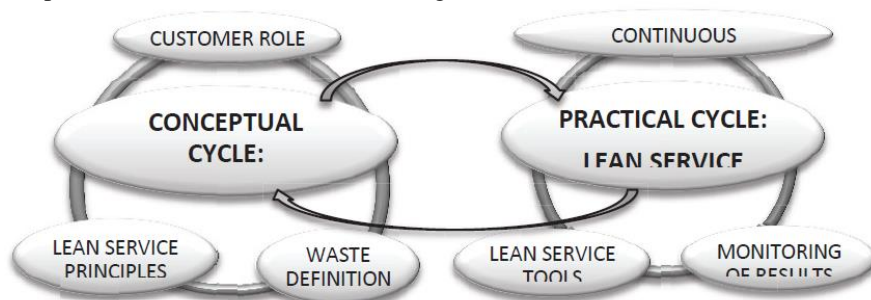 CUSTOMER ROLE
CONCEPTUAL
CYCLE:
LEAN SERVICE
PRINCIPLES
WASTE
DEFINITION
CONTINUOUS
PRACTICAL CYCLE:
LEAN SERVICE
LEAN SERVICE
TOOLS
MONITORING
OF RESULTS